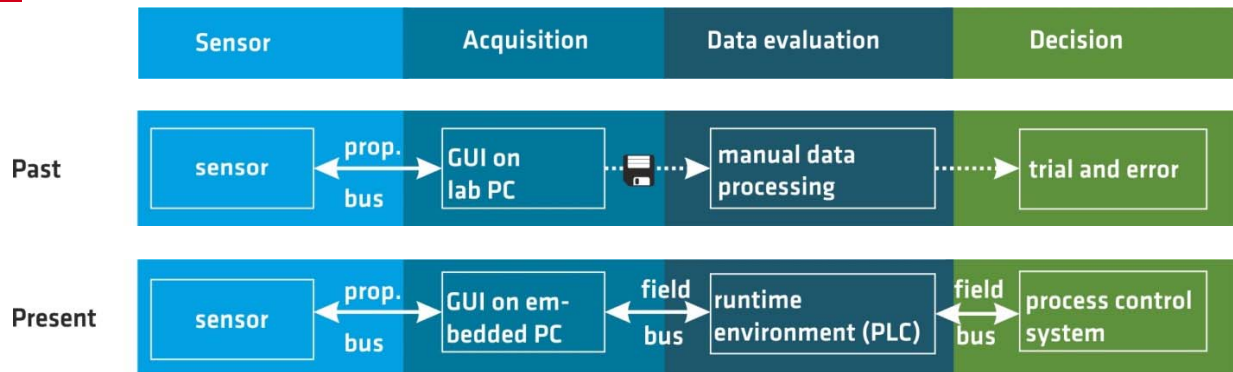 Sensor Acquisition Data evaluation Decision
Past
sensor
prop.
bus
GUI on
lab PC
manual data
processing
trial and error
Present
sensor
prop.
bus
GUI on em-
bedded PC
field
bus
runtime
environment (PLC)
field
bus
process control
system